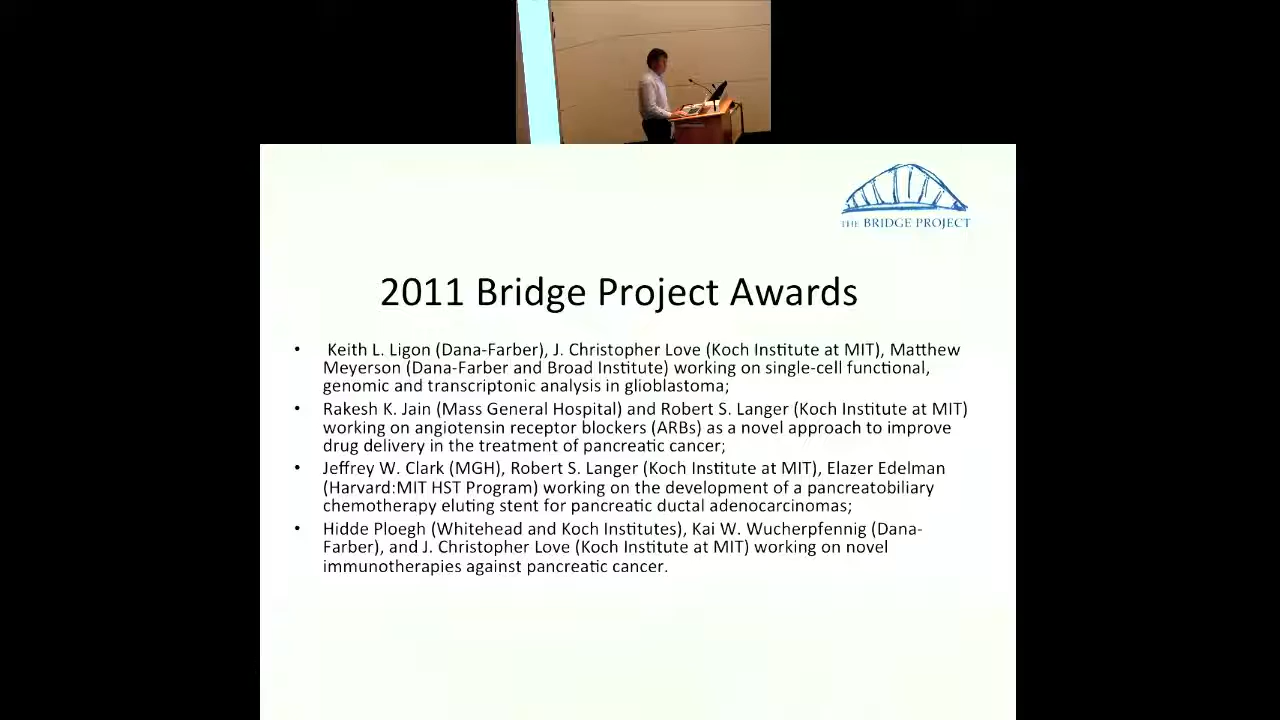 THE BRIDGE PROJECT
2011 Bridge Project Awards
• Keith L. Ligon (Dana-Farber), J. Christopher Love (Koch Institute at MIT), Matthew
Meyerson (Dana-Farber and Broad Institute) working on single-cell functional,
genomic and transcriptonic analysis in glioblastoma;
• Rakesh K. Jain (Mass General Hospital) and Robert S. Langer (Koch Institute at MIT)
working on angiotensin receptor blockers (ARBs) as a novel approach to improve
drug delivery in the treatment of pancreatic cancer;
• Jeffrey W. Clark (MGH), Robert S. Langer (Koch Institute at MIT), Elazer Edelman
(Harvard:MIT HST Program) working on the development of a pancreatobiliary
chemotherapy eluting stent for pancreatic ductal adenocarcinomas;
• Hidde Ploegh (Whitehead and Koch Institutes), Kai W. Wucherpfennig (Dana-
Farber), and J. Christopher Love (Koch Institute at MIT) working on novel
immunotherapies against pancreatic cancer.